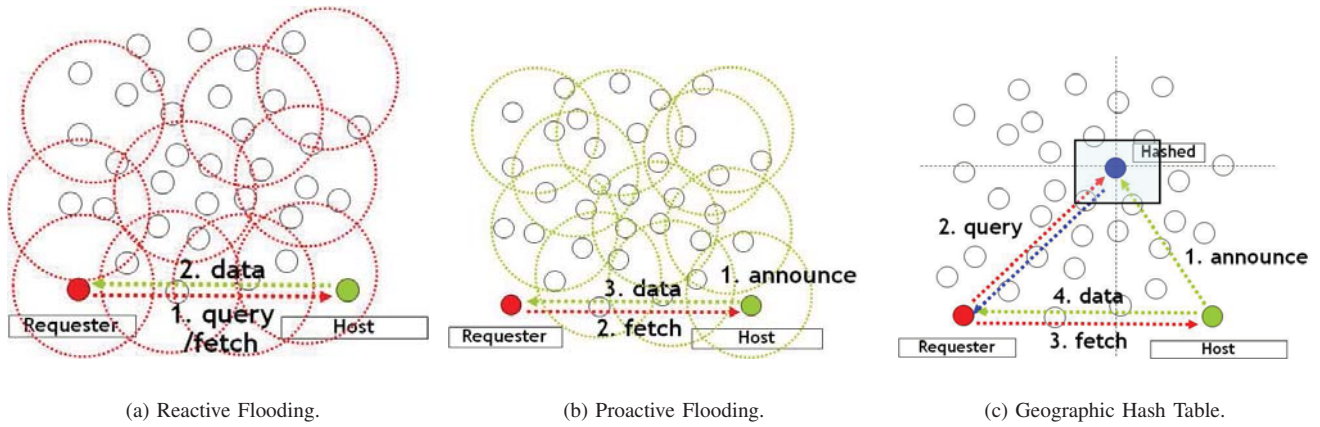 2. data
1. query
/fetch
Requester
Host
(a) Reactive Flooding.
1. announce
3. data
2. fetch
Requester
Host
(b) Proactive Flooding.
Hashed
2. query
1. announce
4. data
3. fetch
Requester
Host
(c) Geographic Hash Table.